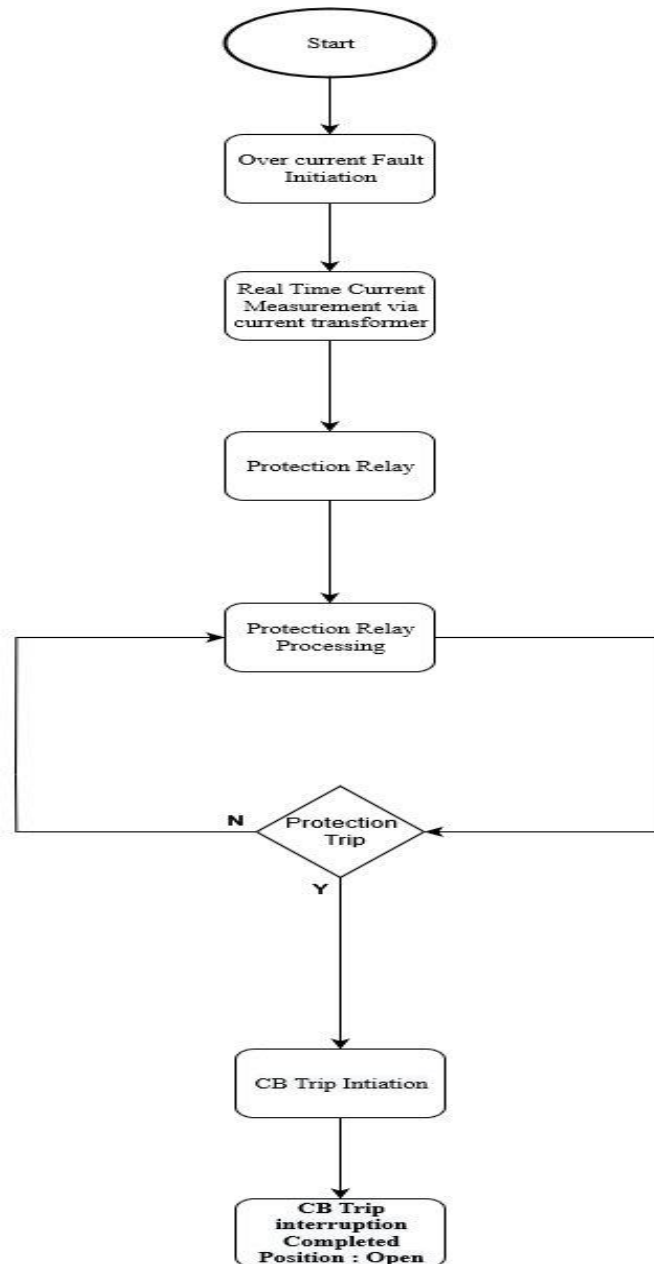 Start
Over current Fault
Initiation
Real Time Current
Measurement via
current transformer
Protection Relay
Protection Relay
Processing
N
Protection
Trip
Y
CB Trip Intiation
CB Trip
interruption
Completed
Position : Open